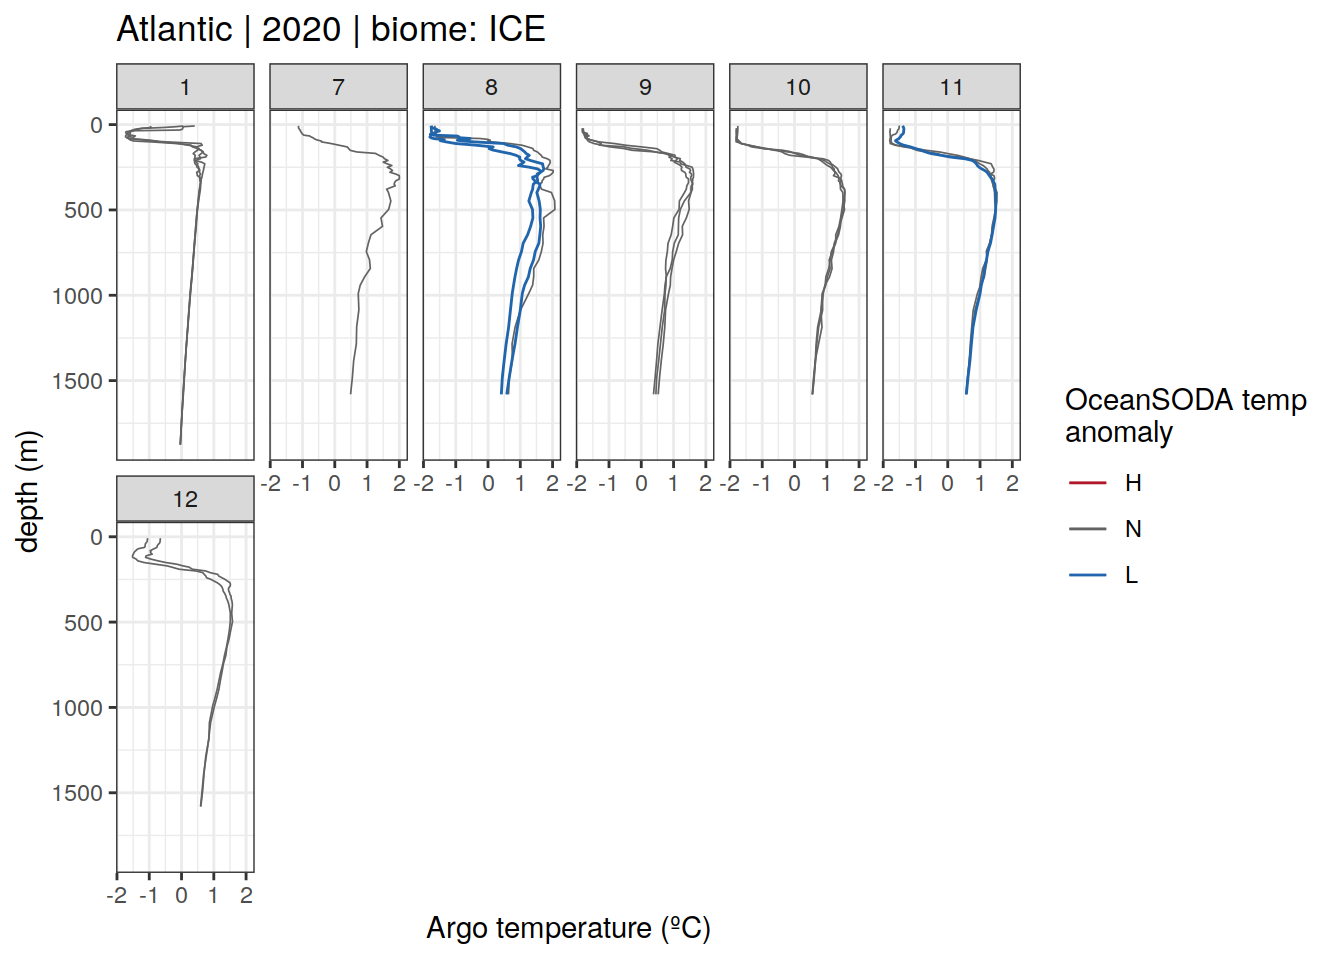 Atlantic | 2020 | biome: ICE
1 7 8 9 10 11
0
500
1000
1500
-2 -1 0 1 2 -2 -1 0 1 2 -2 -1 0 1 2 -2 -1 0 1 2 -2 -1 0 1 2
12
0
500
1000
1500
-2 -1 0 1 2
depth (m)
Argo temperature (ºC)
OceanSODA temp
anomaly
H
N
L